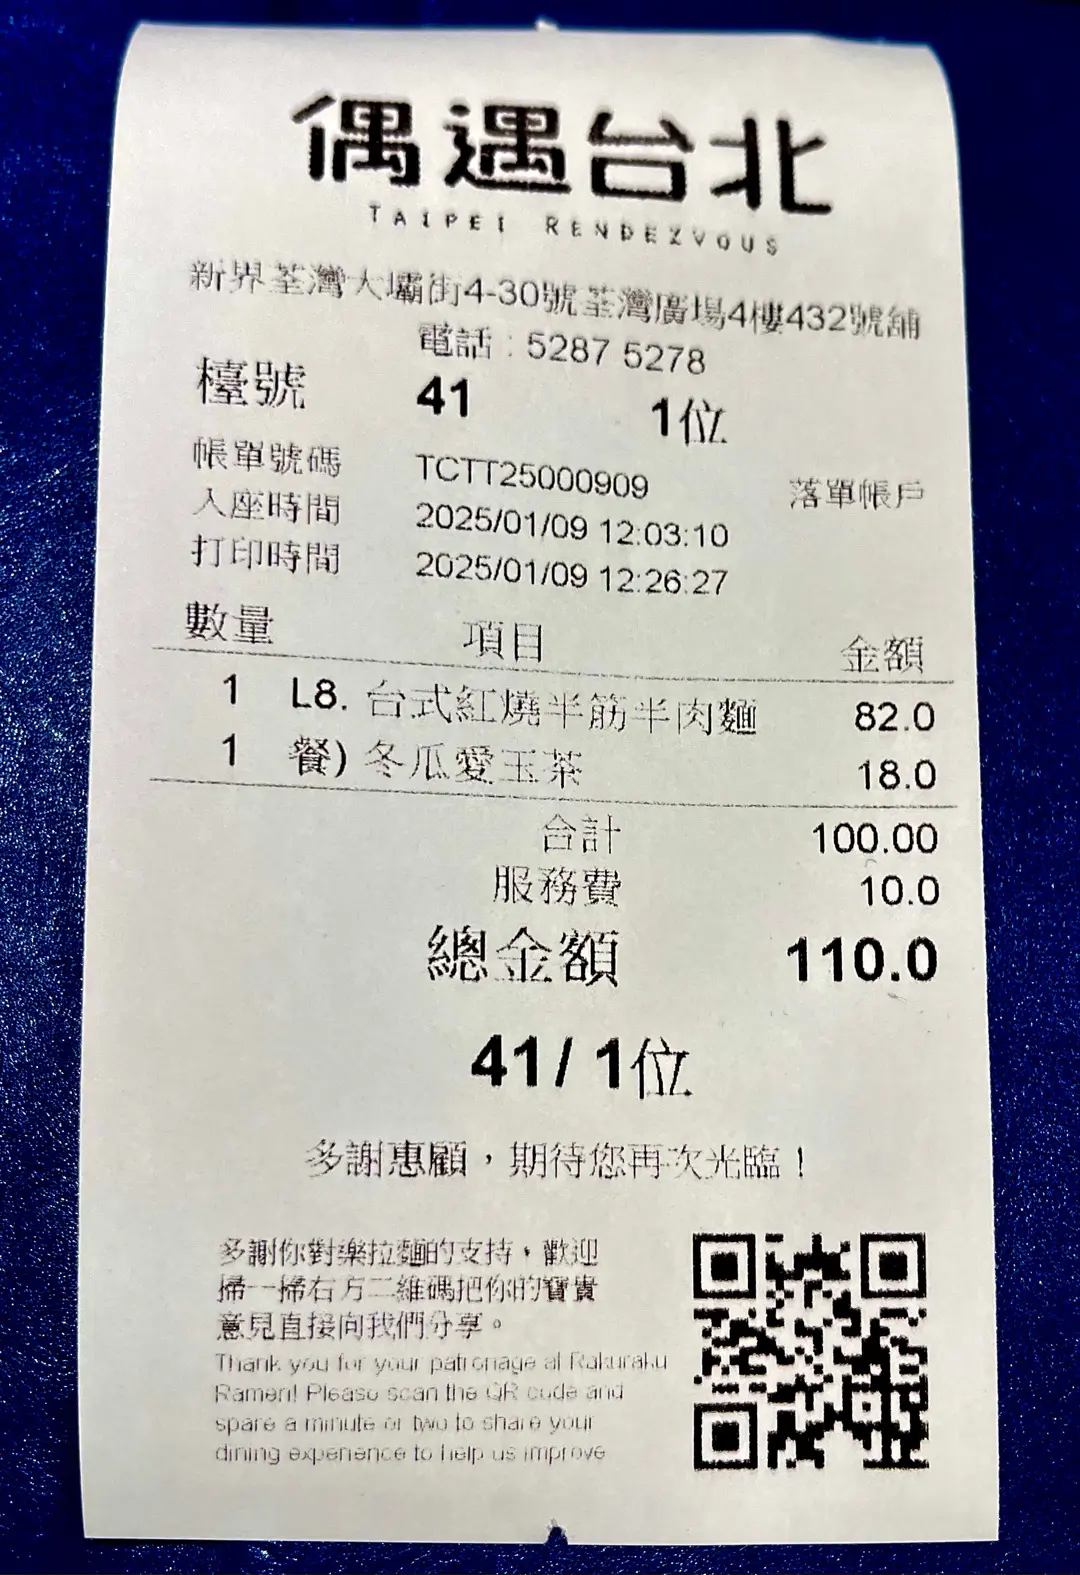 偶遇台北
TAIPEI RENDEZVOUS
新界荃灣大壩街4-30號荃灣廣場4樓432號舖
電話：5287 5278
檯號 41 1位
帳單號碼 TCTT25000909 落單帳戶
入座時間 2025/01/09 12:03:10
打印時間 2025/01/09 12:26:27
數量 項目 金額
1 L8. 台式紅燒半筋半肉麵 82.0
1 餐) 冬瓜愛玉茶 18.0
合計 100.00
服務費 10.0
總金額 110.0
41/ 1位
多謝惠顧，期待您再次光臨！
多謝你對樂拉麵的支持，歡迎
掃一掃右方二維碼把你的寶貴
意見直接向我們分享。
Thank you for your patronage at Rakuraku
Ramen! Please scan the QR code and
spare a minute or two to share your
dining experience to help us improve